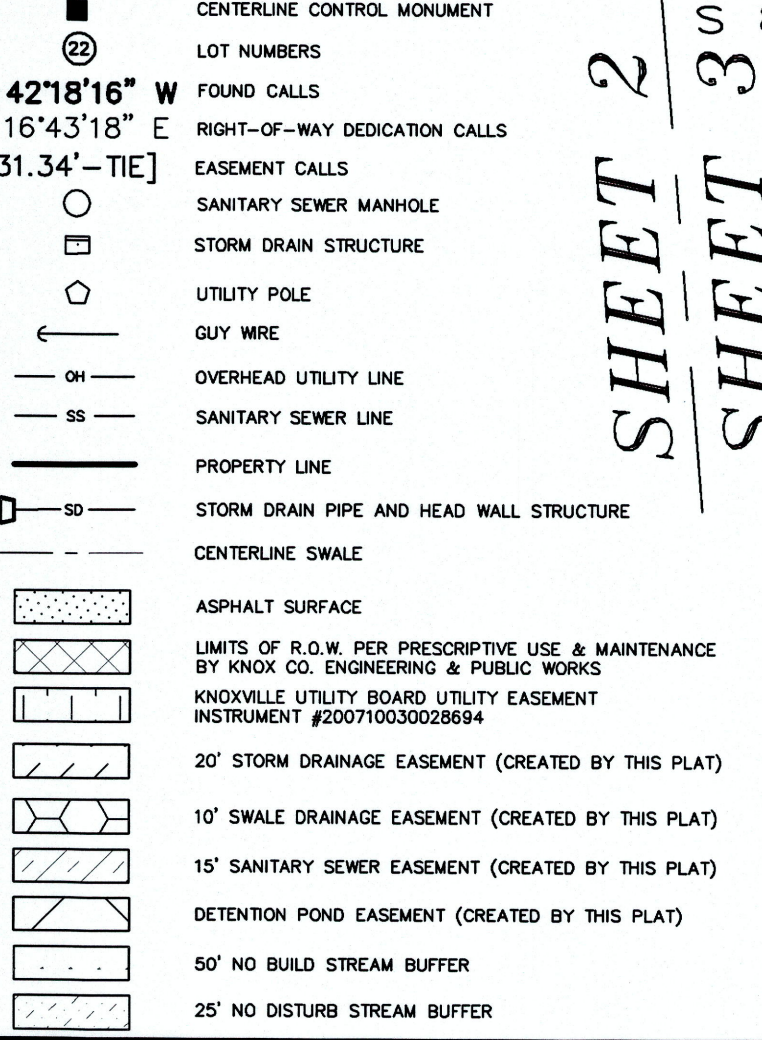 CENTERLINE CONTROL MONUMENT
22 LOT NUMBERS
42°18'16" W FOUND CALLS
16°43'18" E RIGHT-OF-WAY DEDICATION CALLS
31.34'-TIE] EASEMENT CALLS
SANITARY SEWER MANHOLE
STORM DRAIN STRUCTURE
UTILITY POLE
GUY WIRE
OH OVERHEAD UTILITY LINE
SS SANITARY SEWER LINE
PROPERTY LINE
SD STORM DRAIN PIPE AND HEAD WALL STRUCTURE
CENTERLINE SWALE
ASPHALT SURFACE
LIMITS OF R.O.W. PER PRESCRIPTIVE USE & MAINTENANCE
BY KNOX CO. ENGINEERING & PUBLIC WORKS
KNOXVILLE UTILITY BOARD UTILITY EASEMENT
INSTRUMENT #200710030028694
20' STORM DRAINAGE EASEMENT (CREATED BY THIS PLAT)
10' SWALE DRAINAGE EASEMENT (CREATED BY THIS PLAT)
15' SANITARY SEWER EASEMENT (CREATED BY THIS PLAT)
DETENTION POND EASEMENT (CREATED BY THIS PLAT)
50' NO BUILD STREAM BUFFER
25' NO DISTURB STREAM BUFFER
SHEET 2
SHEET 3
S